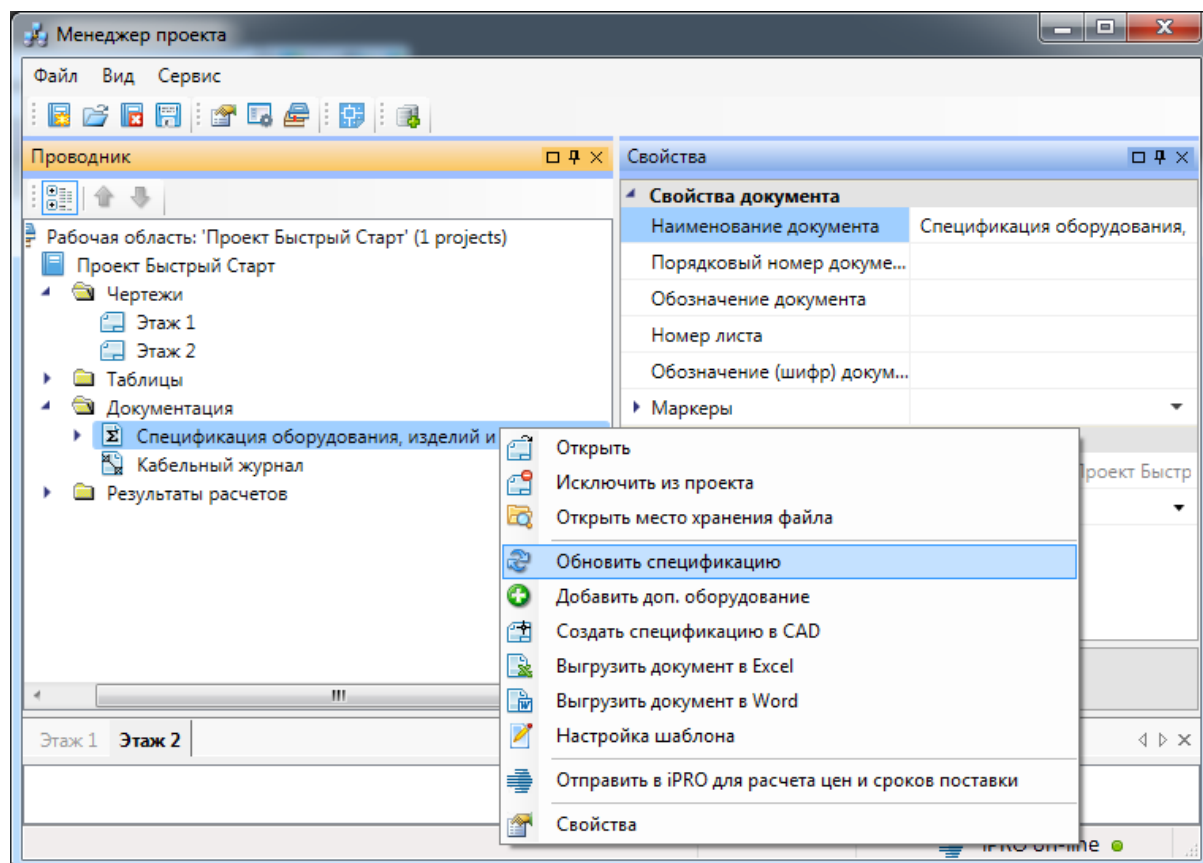 Менеджер проекта
Файл Вид Сервис
Проводник
Рабочая область: 'Проект Быстрый Старт' (1 projects)
Проект Быстрый Старт
Чертежи
Этаж 1
Этаж 2
Таблицы
Документация
Спецификация оборудования, изделий и
Кабельный журнал
Результаты расчетов
Свойства
Свойства документа
Наименование документа Спецификация оборудования,
Порядковый номер докуме...
Обозначение документа
Номер листа
Обозначение (шифр) докум...
Маркеры
Проект Быстр
Открыть
Исключить из проекта
Открыть место хранения файла
Обновить спецификацию
Добавить доп. оборудование
Создать спецификацию в CAD
Выгрузить документ в Excel
Выгрузить документ в Word
Настройка шаблона
Отправить в iPRO для расчета цен и сроков поставки
Свойства
Этаж 1 Этаж 2
iPRO on-line